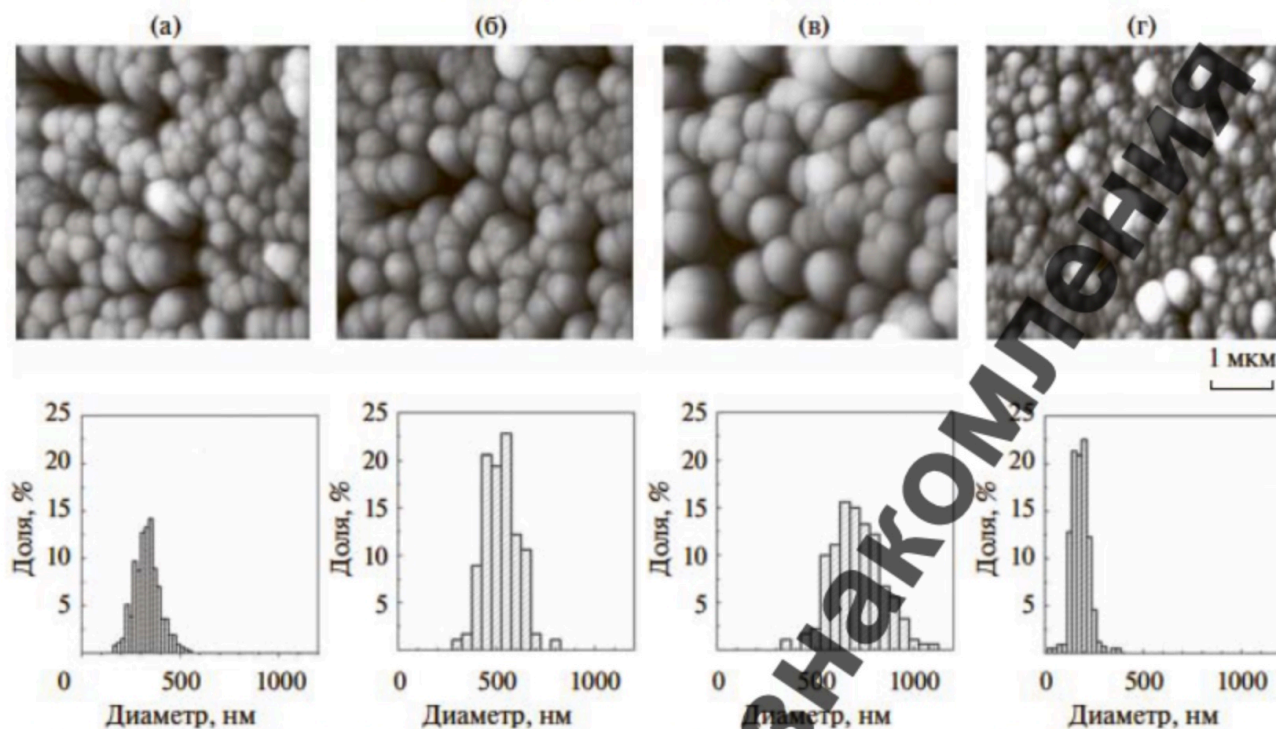 (а) (б) (в) (г)
1 мкм
25 25 25 25
20 20 20 20
15 15 15 15
10 10 10 10
5 5 5 5
Доля, % Доля, % Доля, % Доля, %
0 500 1000 0 500 1000 0 500 1000 0 500 1000
Диаметр, нм Диаметр, нм Диаметр, нм Диаметр, нм
знакомления